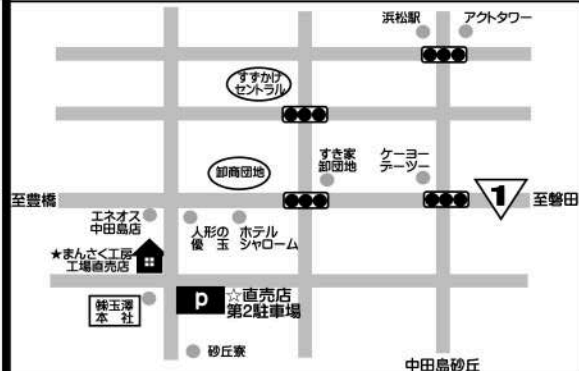 浜松駅
アクトタワー
すずかけ
セントラル
卸商団地
すき家
卸団地
ケーヨー
デーツー
至豊橋
1
至磐田
エネオス
中田島店
人形の
優玉
ホテル
シャローム
★まんさく工房
工場直売店
㈱玉澤
本社
P
☆直売店
第2駐車場
砂丘寮
中田島砂丘